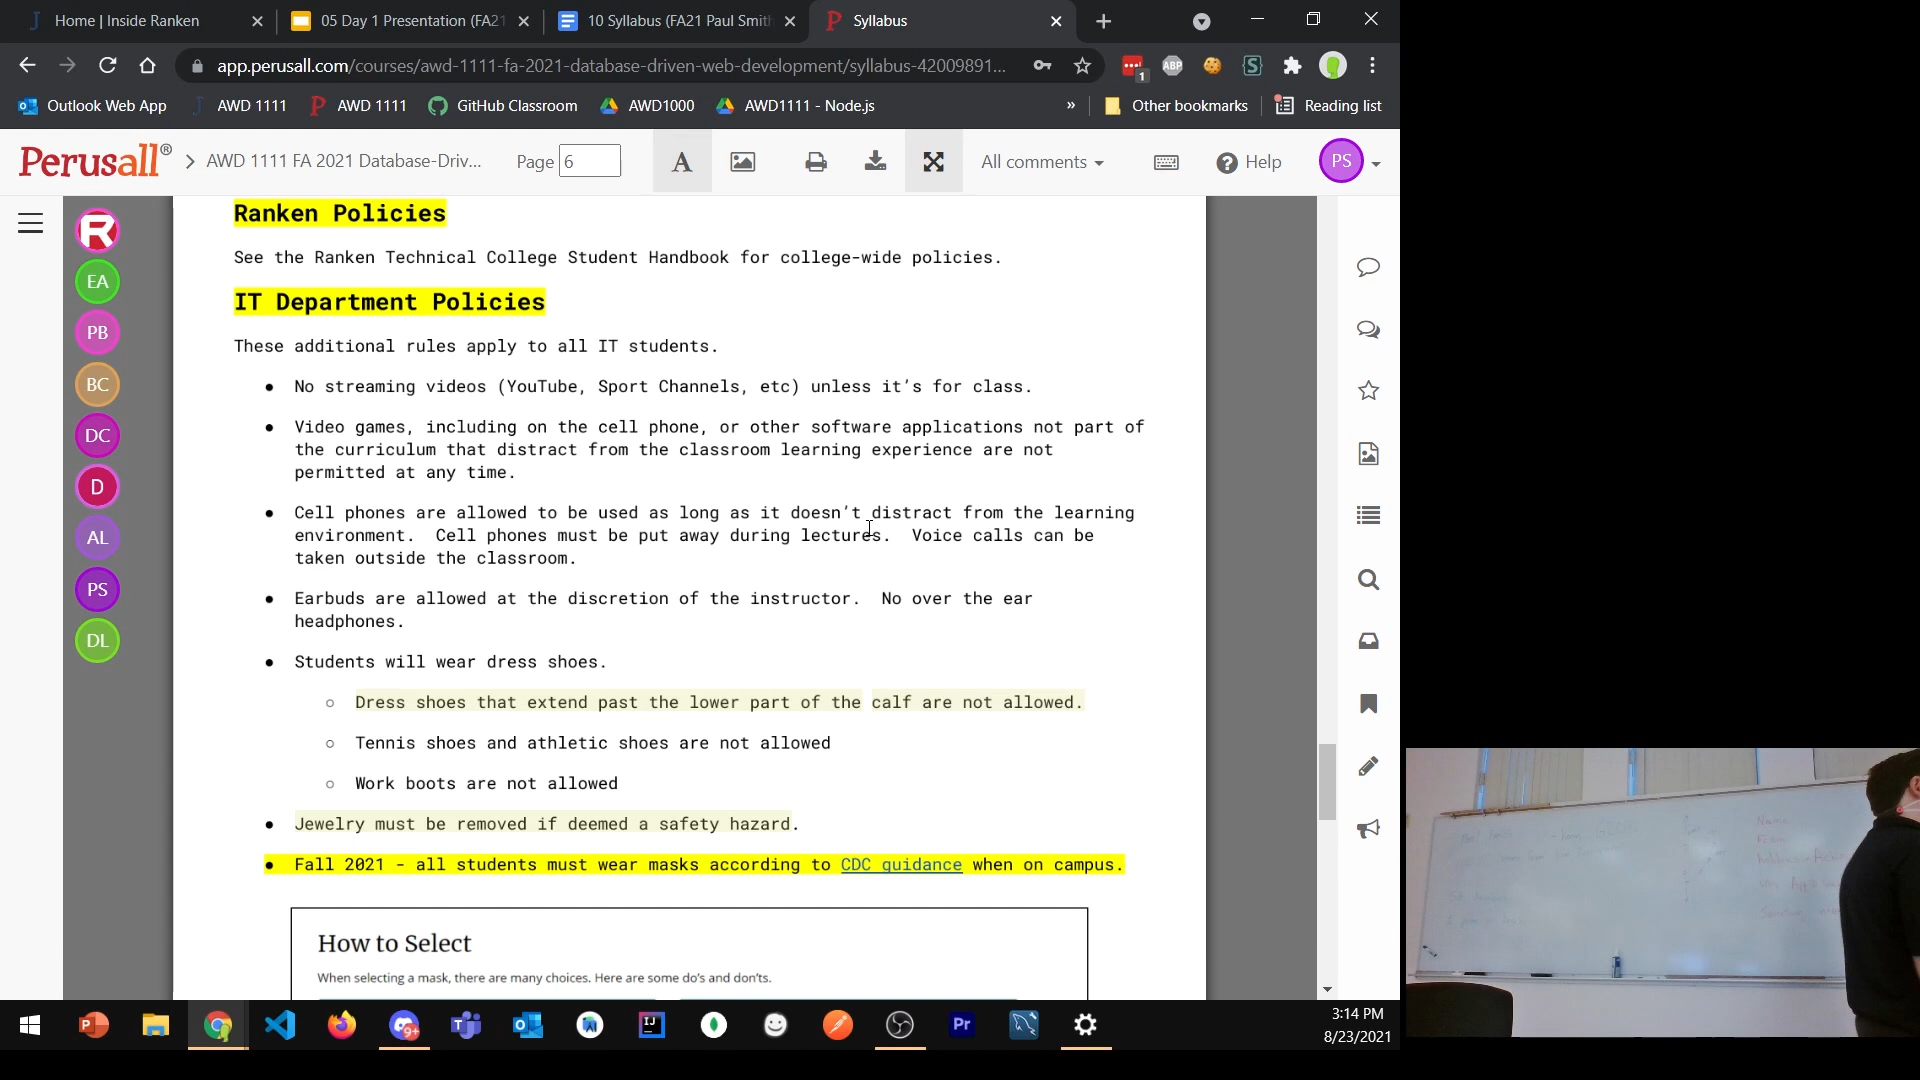 Home | Inside Ranken
05 Day 1 Presentation (FA21
10 Syllabus (FA21 Paul Smith
Syllabus
app.perusall.com/courses/awd-1111-fa-2021-database-driven-web-development/syllabus-42009891...
1
ABP
Outlook Web App
AWD 1111
AWD 1111
GitHub Classroom
AWD1000
AWD1111 - Node.js
»
Other bookmarks
Reading list
Perusall®
AWD 1111 FA 2021 Database-Driv...
Page 6
A
All comments
Help
PS
R
EA
PB
BC
DC
D
AL
PS
DL
Ranken Policies
See the Ranken Technical College Student Handbook for college-wide policies.
IT Department Policies
These additional rules apply to all IT students.
● No streaming videos (YouTube, Sport Channels, etc) unless it’s for class.
● Video games, including on the cell phone, or other software applications not part of
the curriculum that distract from the classroom learning experience are not
permitted at any time.
● Cell phones are allowed to be used as long as it doesn’t distract from the learning
environment.  Cell phones must be put away during lectures.  Voice calls can be
taken outside the classroom.
● Earbuds are allowed at the discretion of the instructor.  No over the ear
headphones.
● Students will wear dress shoes.
○ Dress shoes that extend past the lower part of the calf are not allowed.
○ Tennis shoes and athletic shoes are not allowed
○ Work boots are not allowed
● Jewelry must be removed if deemed a safety hazard.
● Fall 2021 - all students must wear masks according to CDC guidance when on campus.
How to Select
When selecting a mask, there are many choices. Here are some do's and don'ts.
9+
IJ
Pr
3:14 PM
8/23/2021
Name